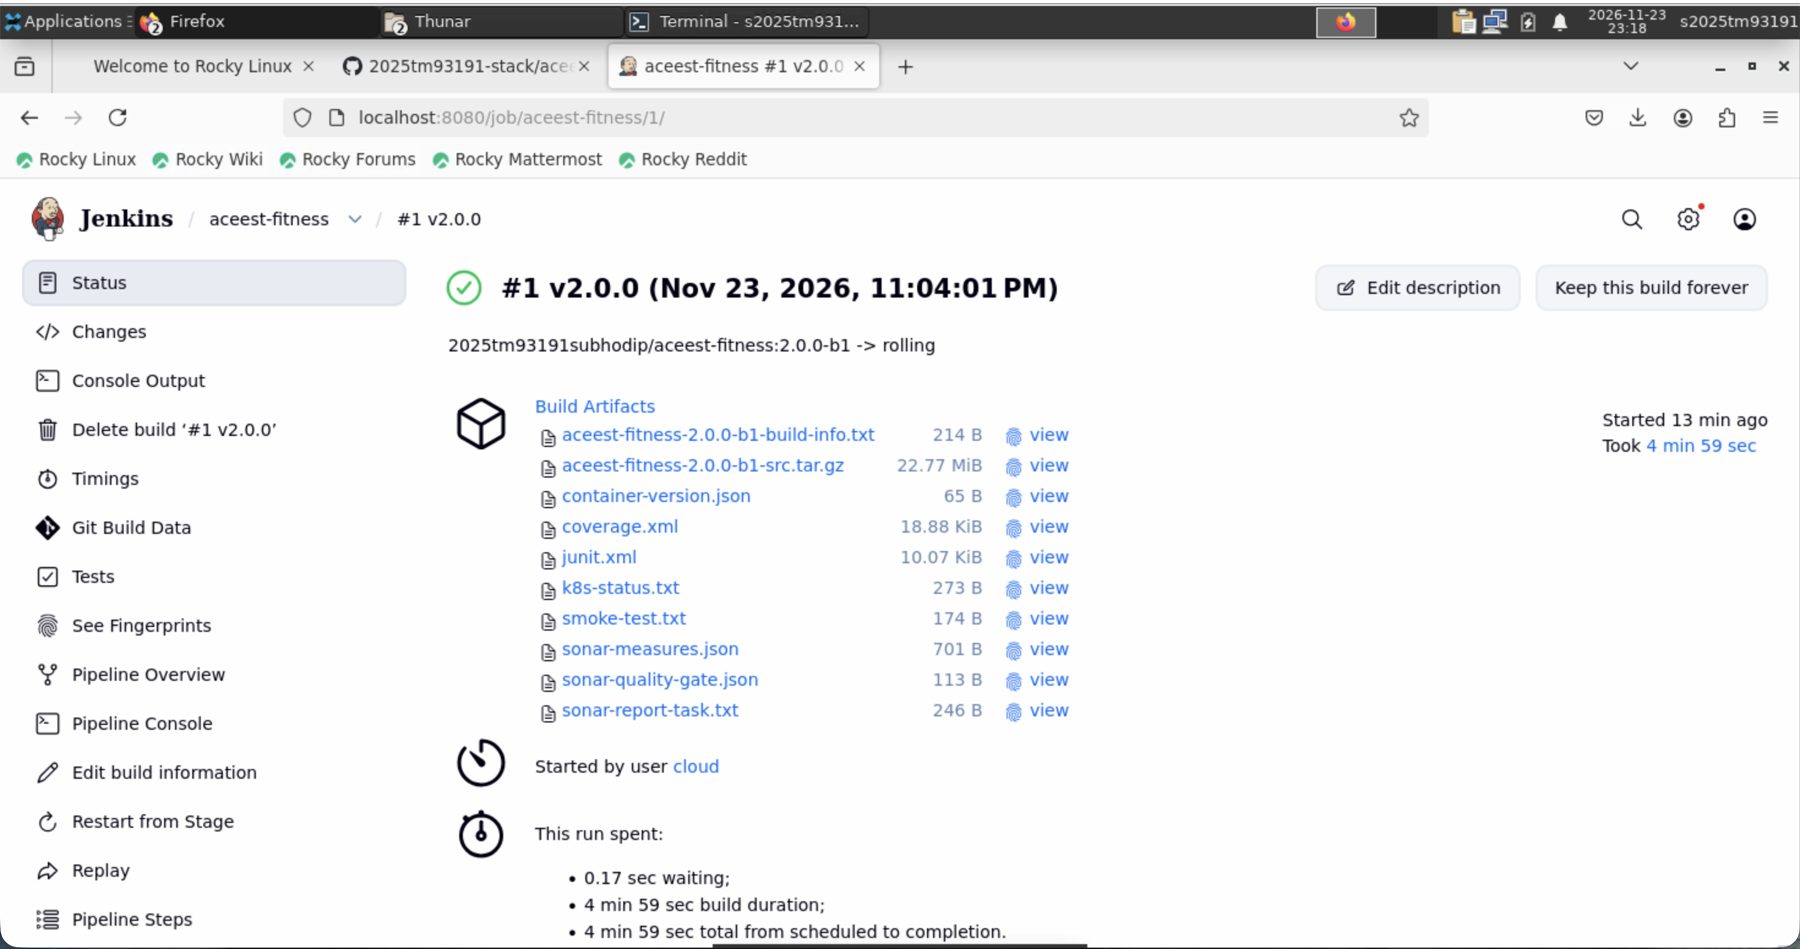 Applications
Firefox
Thunar
Terminal - s2025tm931...
2026-11-23
23:18
s2025tm93191
Welcome to Rocky Linux
2025tm93191-stack/acee
aceest-fitness #1 v2.0.0
localhost:8080/job/aceest-fitness/1/
Rocky Linux
Rocky Wiki
Rocky Forums
Rocky Mattermost
Rocky Reddit
Jenkins / aceest-fitness / #1 v2.0.0
Status
Changes
Console Output
Delete build ‘#1 v2.0.0’
Timings
Git Build Data
Tests
See Fingerprints
Pipeline Overview
Pipeline Console
Edit build information
Restart from Stage
Replay
Pipeline Steps
#1 v2.0.0 (Nov 23, 2026, 11:04:01 PM)
Edit description
Keep this build forever
2025tm93191subhodip/aceest-fitness:2.0.0-b1 -> rolling
Started 13 min ago
Took 4 min 59 sec
Build Artifacts
aceest-fitness-2.0.0-b1-build-info.txt 214 B view
aceest-fitness-2.0.0-b1-src.tar.gz 22.77 MiB view
container-version.json 65 B view
coverage.xml 18.88 KiB view
junit.xml 10.07 KiB view
k8s-status.txt 273 B view
smoke-test.txt 174 B view
sonar-measures.json 701 B view
sonar-quality-gate.json 113 B view
sonar-report-task.txt 246 B view
Started by user cloud
This run spent:
• 0.17 sec waiting;
• 4 min 59 sec build duration;
• 4 min 59 sec total from scheduled to completion.